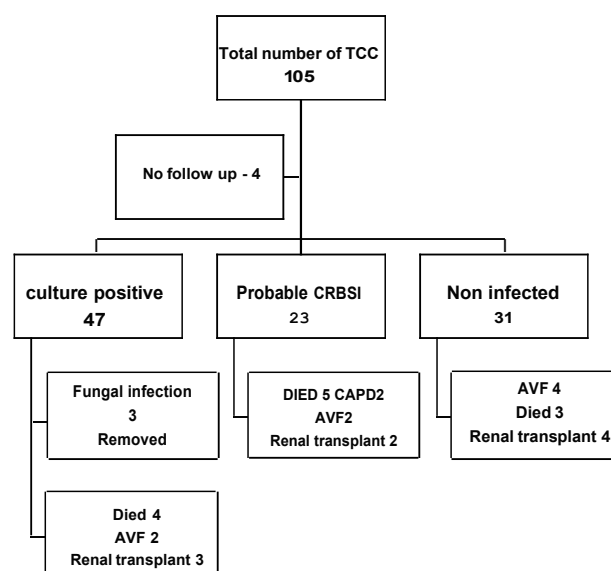 Total number of TCC
105
No follow up - 4
culture positive
47
Probable CRBSI
23
Non infected
31
Fungal infection
3
Removed
DIED 5 CAPD2
AVF2
Renal transplant 2
AVF 4
Died 3
Renal transplant 4
Died 4
AVF 2
Renal transplant 3